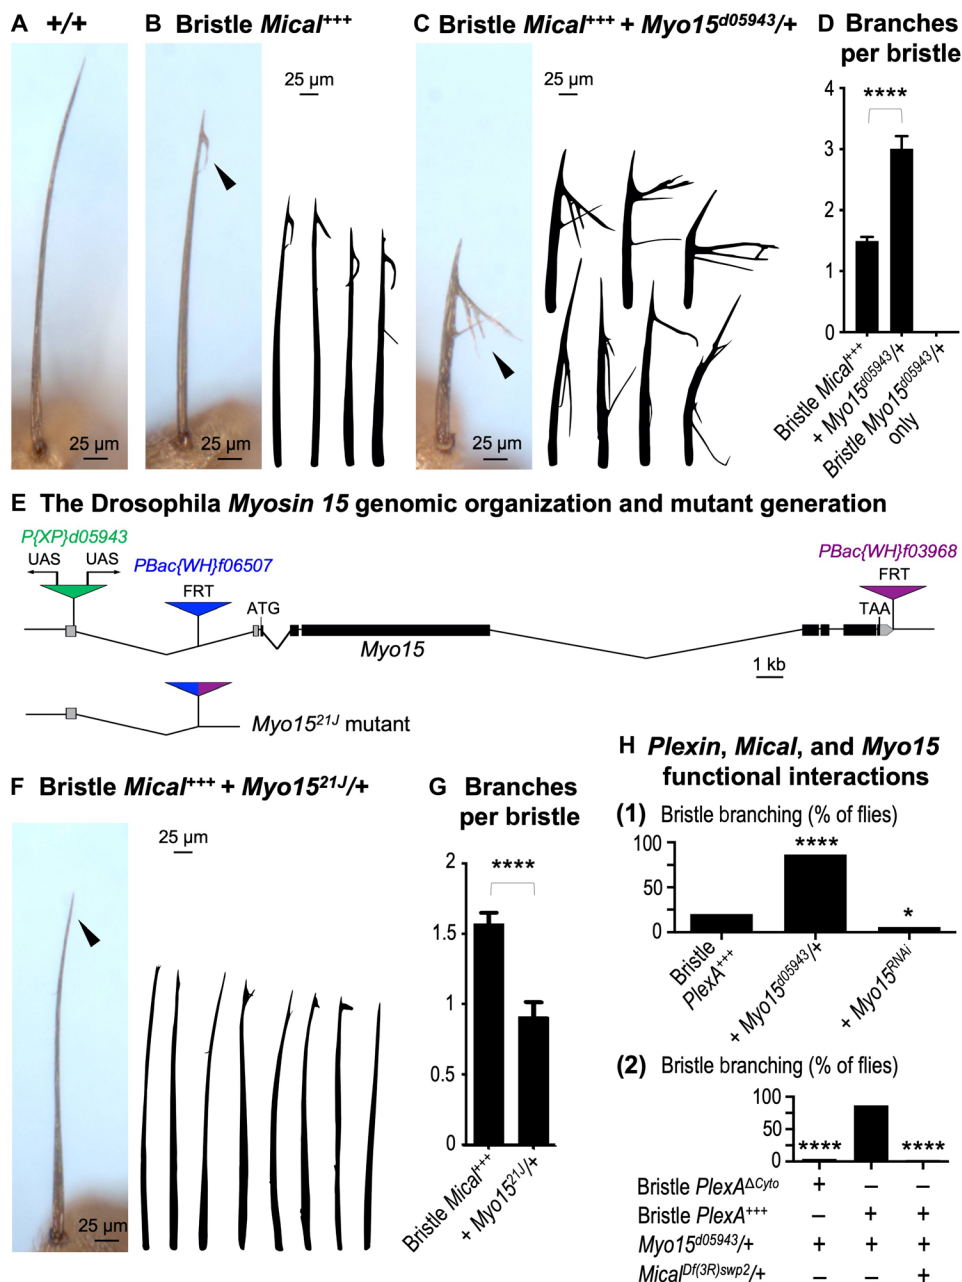 A +/+
B Bristle Mical+++
C Bristle Mical+++ + Myo15d05943/+
D Branches
per bristle
25 µm
25 µm
25 µm
25 µm
25 µm
4
3
2
1
0
****
Bristle Mical+++
+ Myo15d05943/+
Bristle Myo15d05943/+
only
E The Drosophila Myosin 15 genomic organization and mutant generation
P{XP}d05943
UAS UAS
PBac{WH}f06507
FRT
PBac{WH}f03968
FRT
ATG
TAA
Myo15
1 kb
Myo1521J mutant
F Bristle Mical+++ + Myo1521J/+
25 µm
25 µm
G Branches
per bristle
2
1.5
1
0.5
0
****
Bristle Mical+++
+ Myo1521J/+
H Plexin, Mical, and Myo15
functional interactions
(1) Bristle branching (% of flies)
100
50
0
****
*
Bristle
PlexA+++
+ Myo15d05943/+
+ Myo15RNAi
(2) Bristle branching (% of flies)
100
50
0
**** ****
Bristle PlexAΔCyto + – –
Bristle PlexA+++ – + +
Myo15d05943/+ + + +
MicalDf(3R)swp2/+ – – +